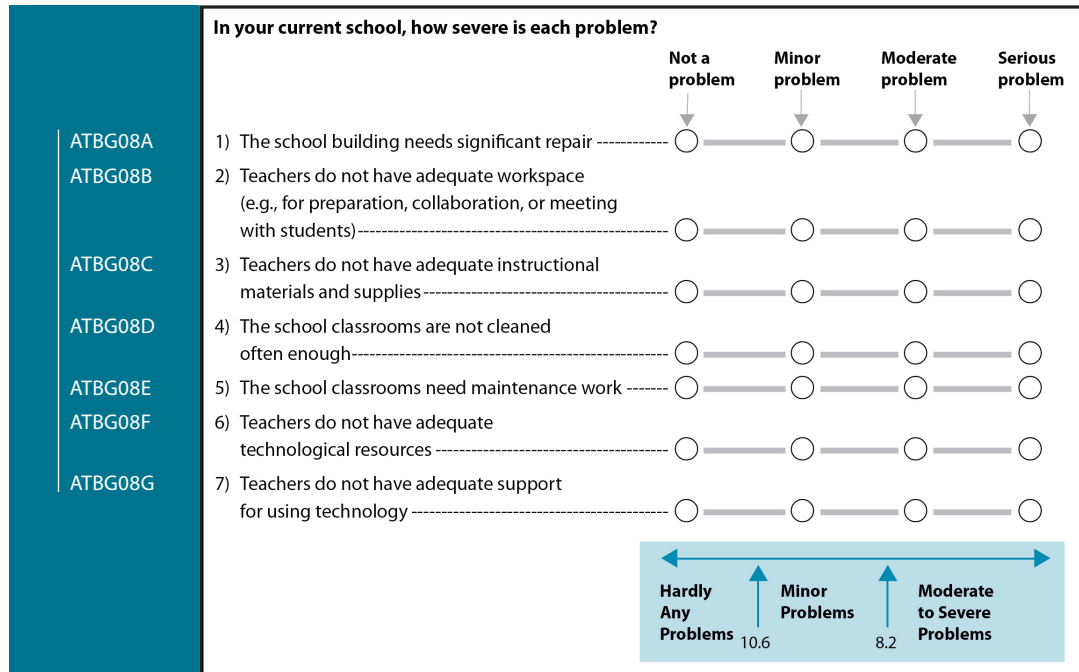 In your current school, how severe is each problem?
Not a problem
Minor problem
Moderate problem
Serious problem
ATBG08A 1) The school building needs significant repair
ATBG08B 2) Teachers do not have adequate workspace
(e.g., for preparation, collaboration, or meeting
with students)
ATBG08C 3) Teachers do not have adequate instructional
materials and supplies
ATBG08D 4) The school classrooms are not cleaned
often enough
ATBG08E 5) The school classrooms need maintenance work
ATBG08F 6) Teachers do not have adequate
technological resources
ATBG08G 7) Teachers do not have adequate support
for using technology
Hardly Any Problems
10.6
Minor Problems
8.2
Moderate to Severe Problems